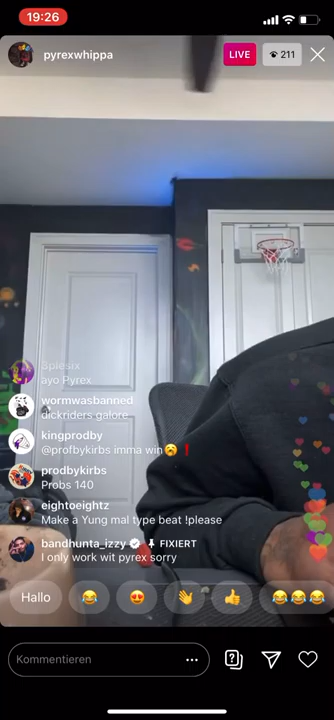 19:26
pyrexwhippa
LIVE
211
3piesix
ayo Pyrex
wormwasbanned
dickriders galore
kingprodby
@profbykirbs imma win🥱❗
prodbykirbs
Probs 140
eightoeightz
Make a Yung mal type beat !please
bandhunta_izzy FIXIERT
I only work wit pyrex sorry
Hallo 😂 😍 👋 👍 😂😂😂
Kommentieren